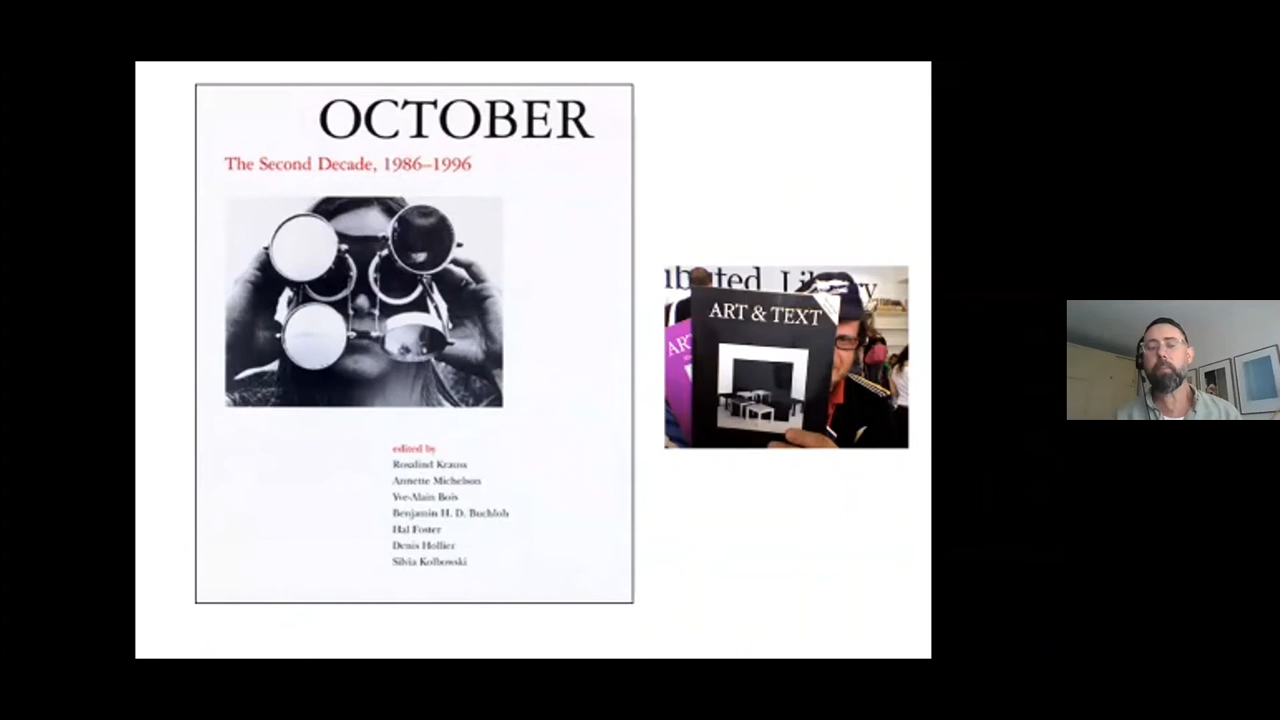 OCTOBER
The Second Decade, 1986–1996
edited by
Rosalind Krauss
Annette Michelson
Yve-Alain Bois
Benjamin H. D. Buchloh
Hal Foster
Denis Hollier
Silvia Kolbowski
ART & TEXT